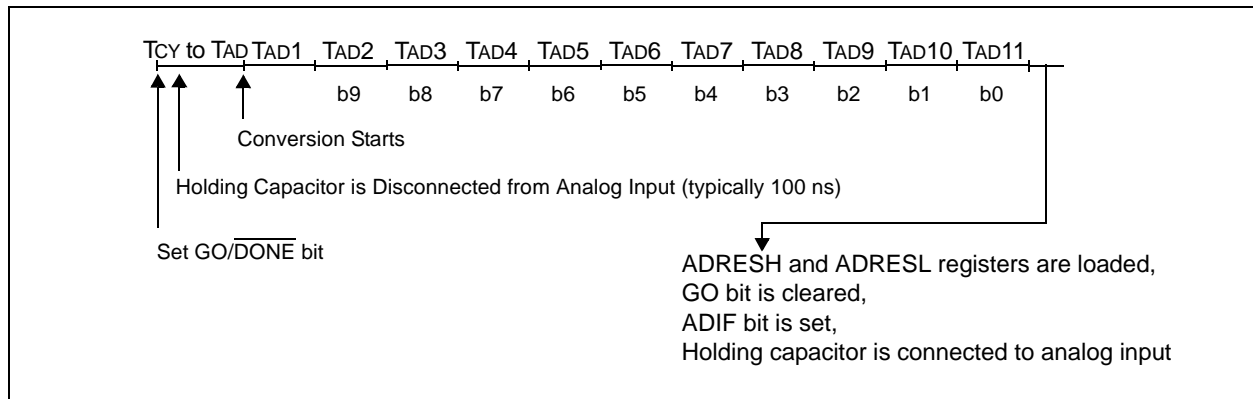 TCY to TAD TAD1 TAD2 TAD3 TAD4 TAD5 TAD6 TAD7 TAD8 TAD9 TAD10 TAD11
b9 b8 b7 b6 b5 b4 b3 b2 b1 b0
Conversion Starts
Holding Capacitor is Disconnected from Analog Input (typically 100 ns)
Set GO/DONE bit
ADRESH and ADRESL registers are loaded,
GO bit is cleared,
ADIF bit is set,
Holding capacitor is connected to analog input